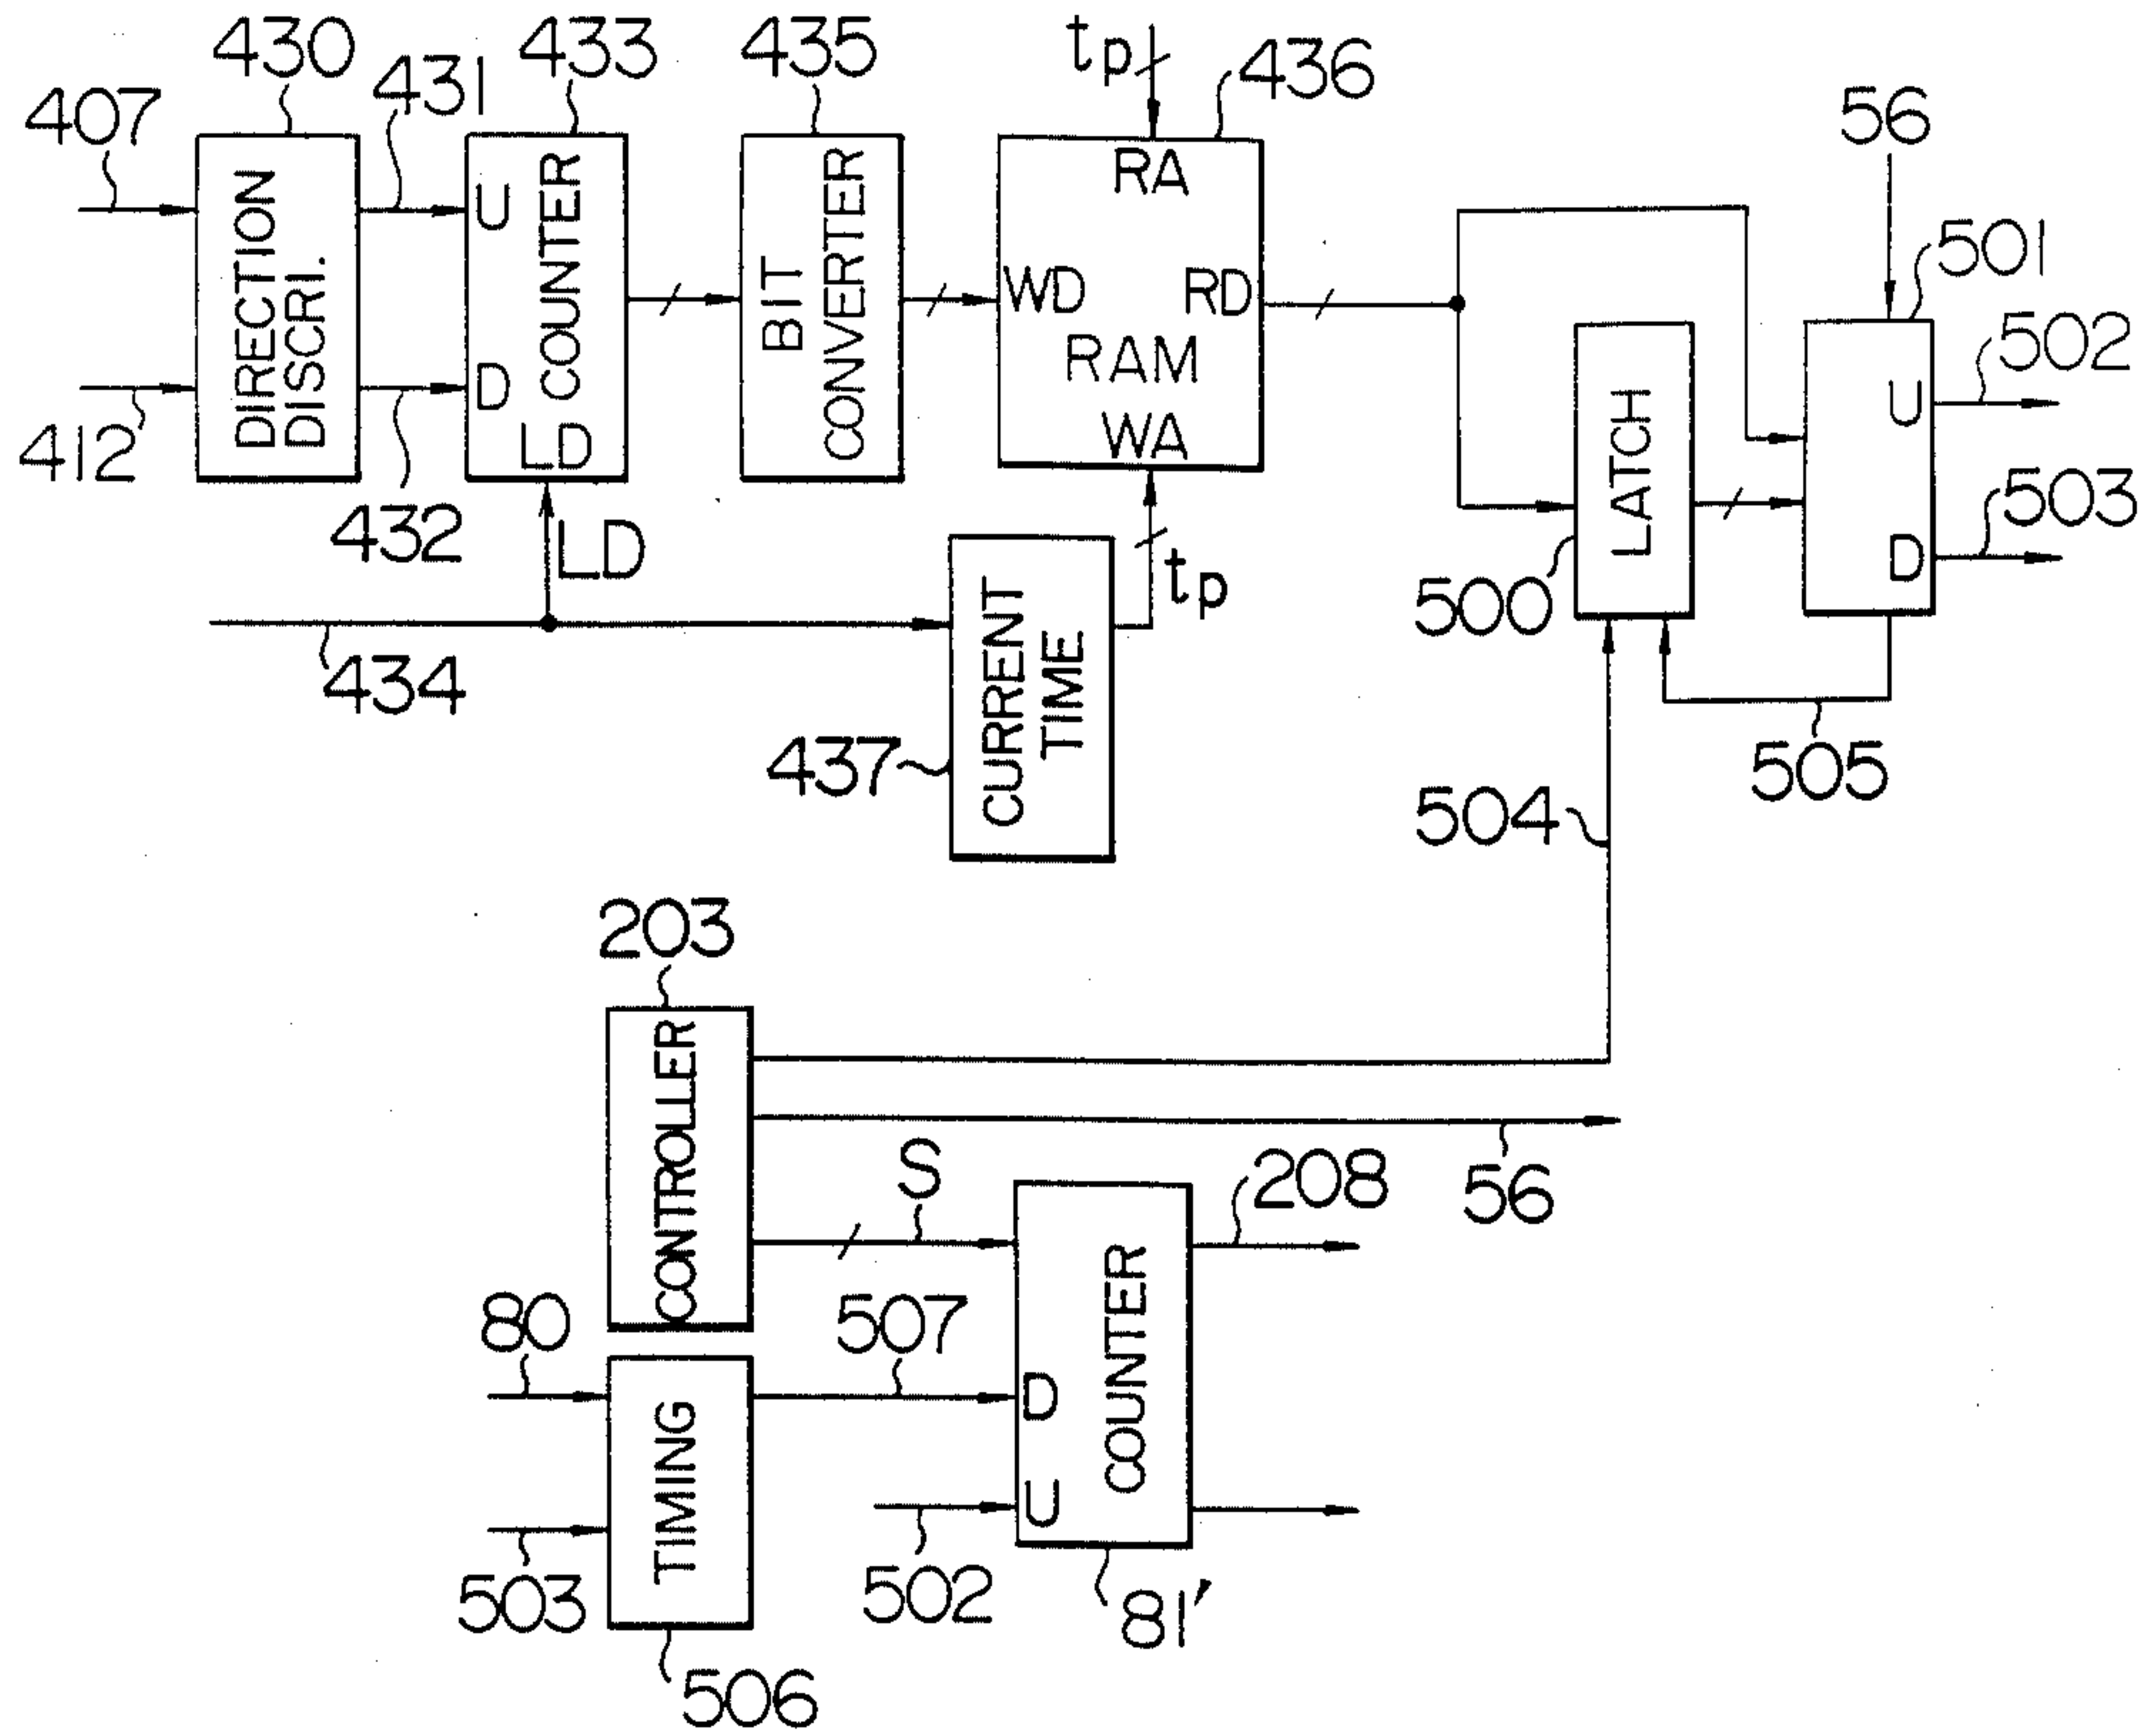 430
431
433
435
tp
436
407
56
DIRECTION
DISCRI.
U
D
LD
COUNTER
BIT
CONVERTER
RA
WD
RD
RAM
WA
501
502
U
D
503
LATCH
412
432
LD
tp
500
434
437
CURRENT
TIME
505
504
203
CONTROLLER
S
208
56
80
507
D
U
COUNTER
TIMING
503
502
81'
506